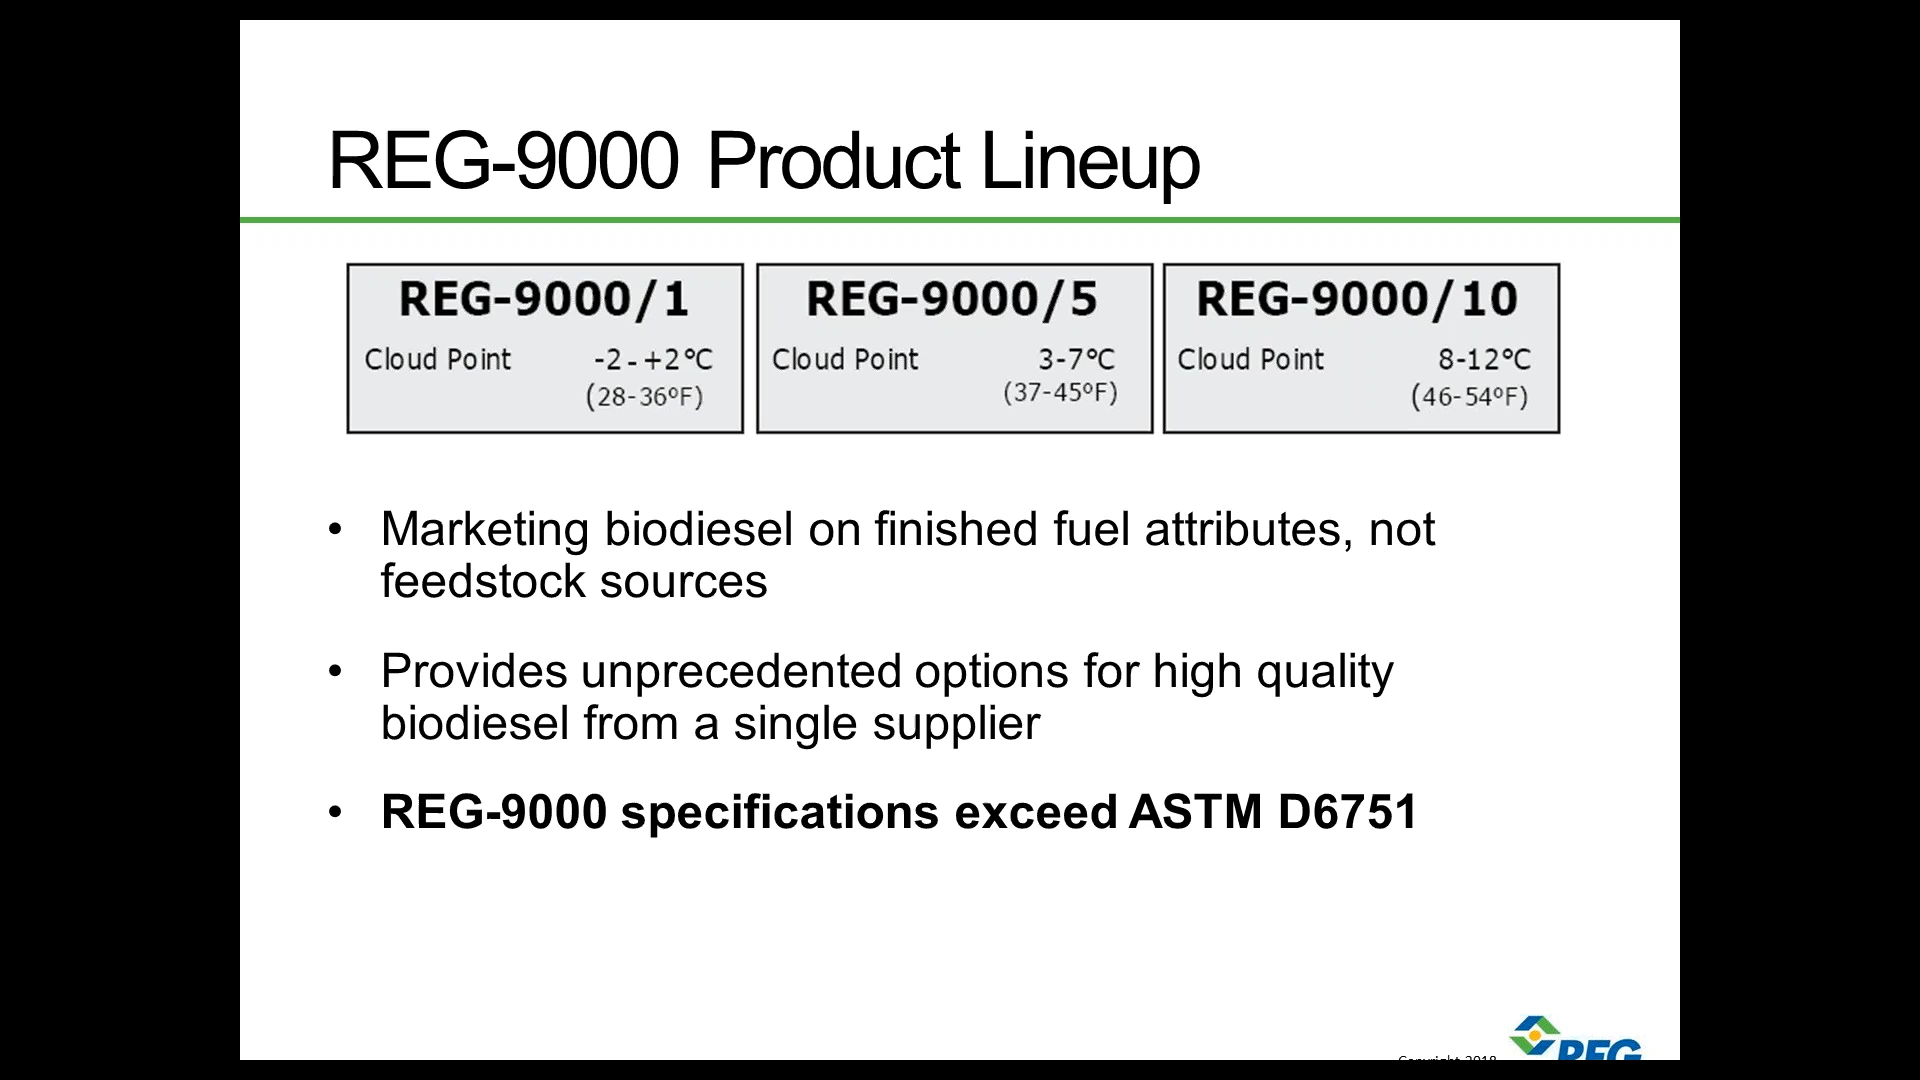 REG-9000 Product Lineup
REG-9000/1
Cloud Point -2 - +2°C
(28-36ºF)
REG-9000/5
Cloud Point 3-7°C
(37-45ºF)
REG-9000/10
Cloud Point 8-12°C
(46-54ºF)
• Marketing biodiesel on finished fuel attributes, not
feedstock sources
• Provides unprecedented options for high quality
biodiesel from a single supplier
• REG-9000 specifications exceed ASTM D6751
Copyright 2018
REG